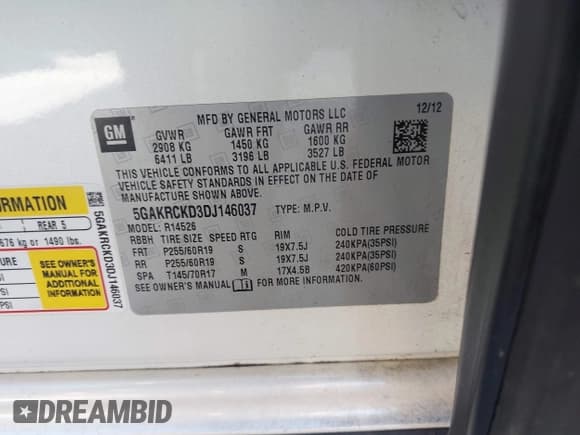 GM
MFD BY GENERAL MOTORS LLC 12/12
GVWR GAWR FRT GAWR RR
2908 KG 1450 KG 1600 KG
6411 LB 3196 LB 3527 LB
THIS VEHICLE CONFORMS TO ALL APPLICABLE U.S. FEDERAL MOTOR
VEHICLE SAFETY STANDARDS IN EFFECT ON THE DATE OF
MANUFACTURE SHOWN ABOVE.
5GAKRCKD3DJ146037 TYPE: M.P.V.
MODEL: R14526
RBBH TIRE SIZE SPEED RTG RIM COLD TIRE PRESSURE
FRT P255/60R19 S 19X7.5J 240KPA(35PSI)
RR P255/60R19 S 19X7.5J 240KPA(35PSI)
SPA T145/70R17 M 17X4.5B 420KPA(60PSI)
SEE OWNER'S MANUAL FOR MORE INFORMATION.
REAR 5
676 kg or 1490 lbs.
SEE OWNER'S
MANUAL FOR
ADDITIONAL
INFORMATION
5GAKRCKD3DJ146037
DREAMBID